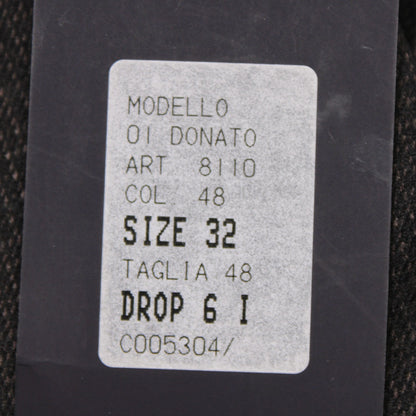 MODELLO
01 DONATO
ART 8110
COL 48
SIZE 32
TAGLIA 48
DROP 6 I
C005304/